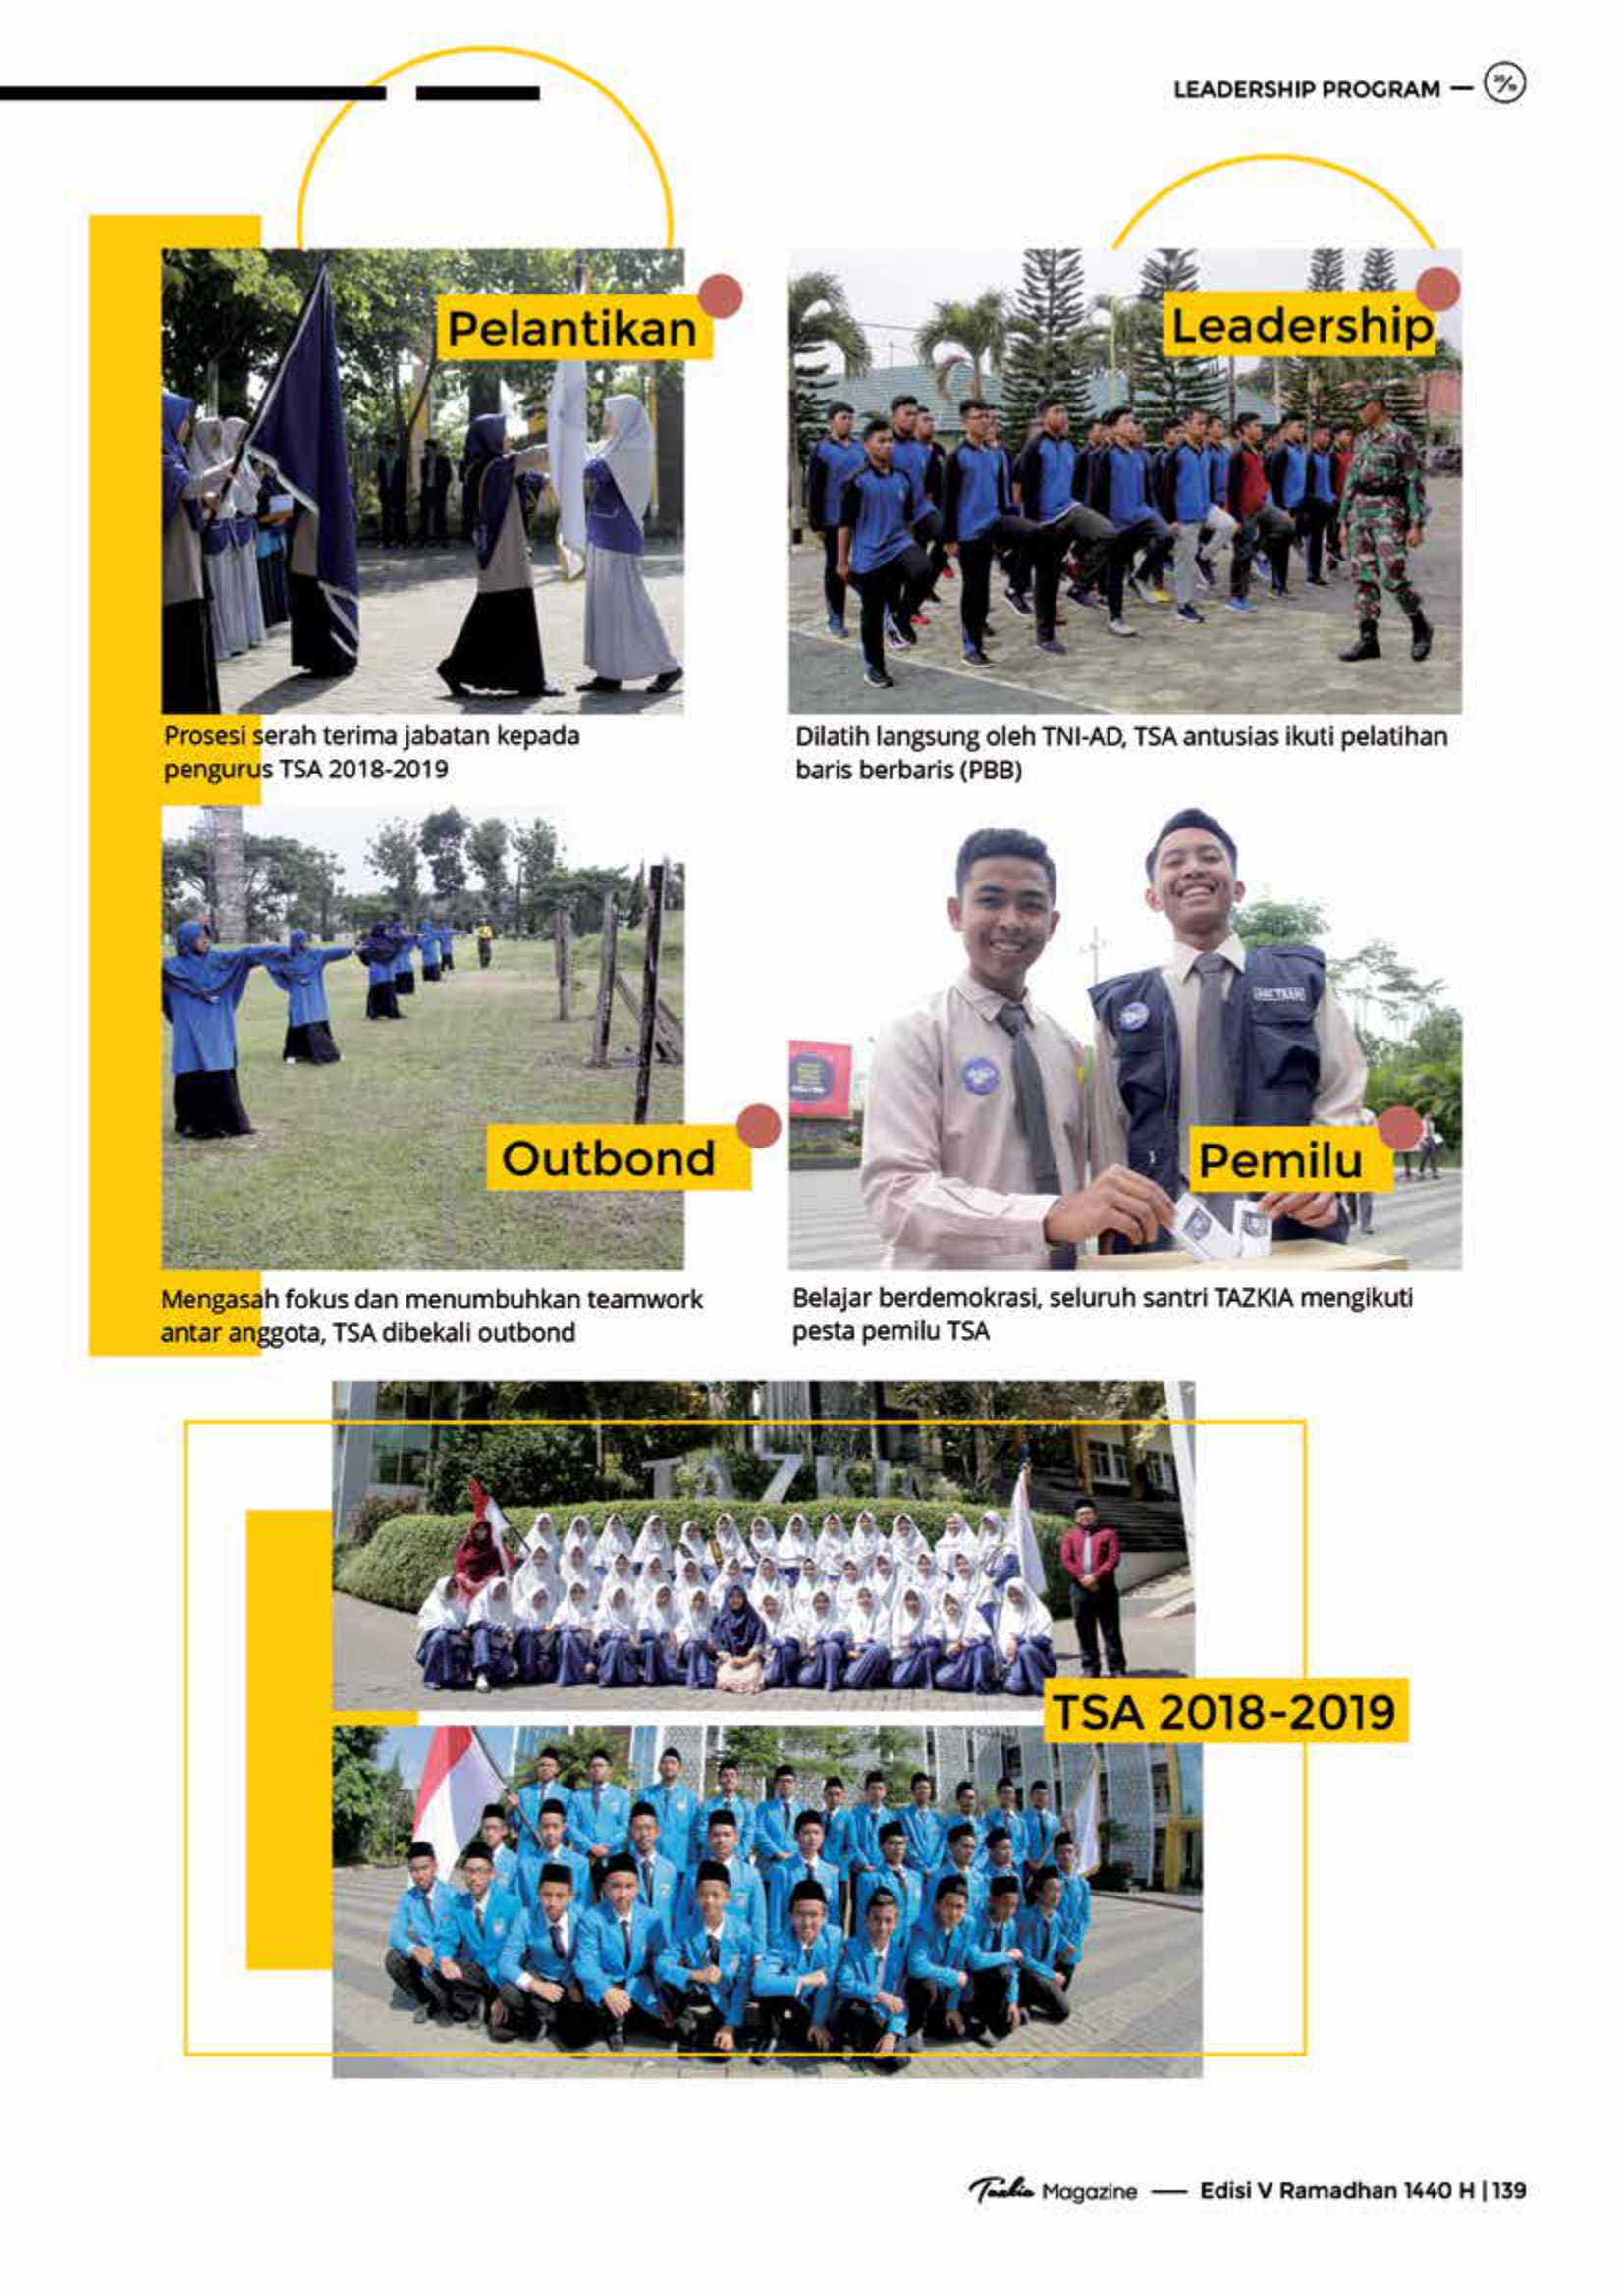 LEADERSHIP PROGRAM —
Pelantikan
Leadership
Prosesi serah terima jabatan kepada
pengurus TSA 2018-2019
Dilatih langsung oleh TNI-AD, TSA antusias ikuti pelatihan
baris berbaris (PBB)
Outbond
Pemilu
Mengasah fokus dan menumbuhkan teamwork
antar anggota, TSA dibekali outbond
Belajar berdemokrasi, seluruh santri TAZKIA mengikuti
pesta pemilu TSA
TAZKIA
TSA 2018-2019
Tazkia Magazine — Edisi V Ramadhan 1440 H | 139